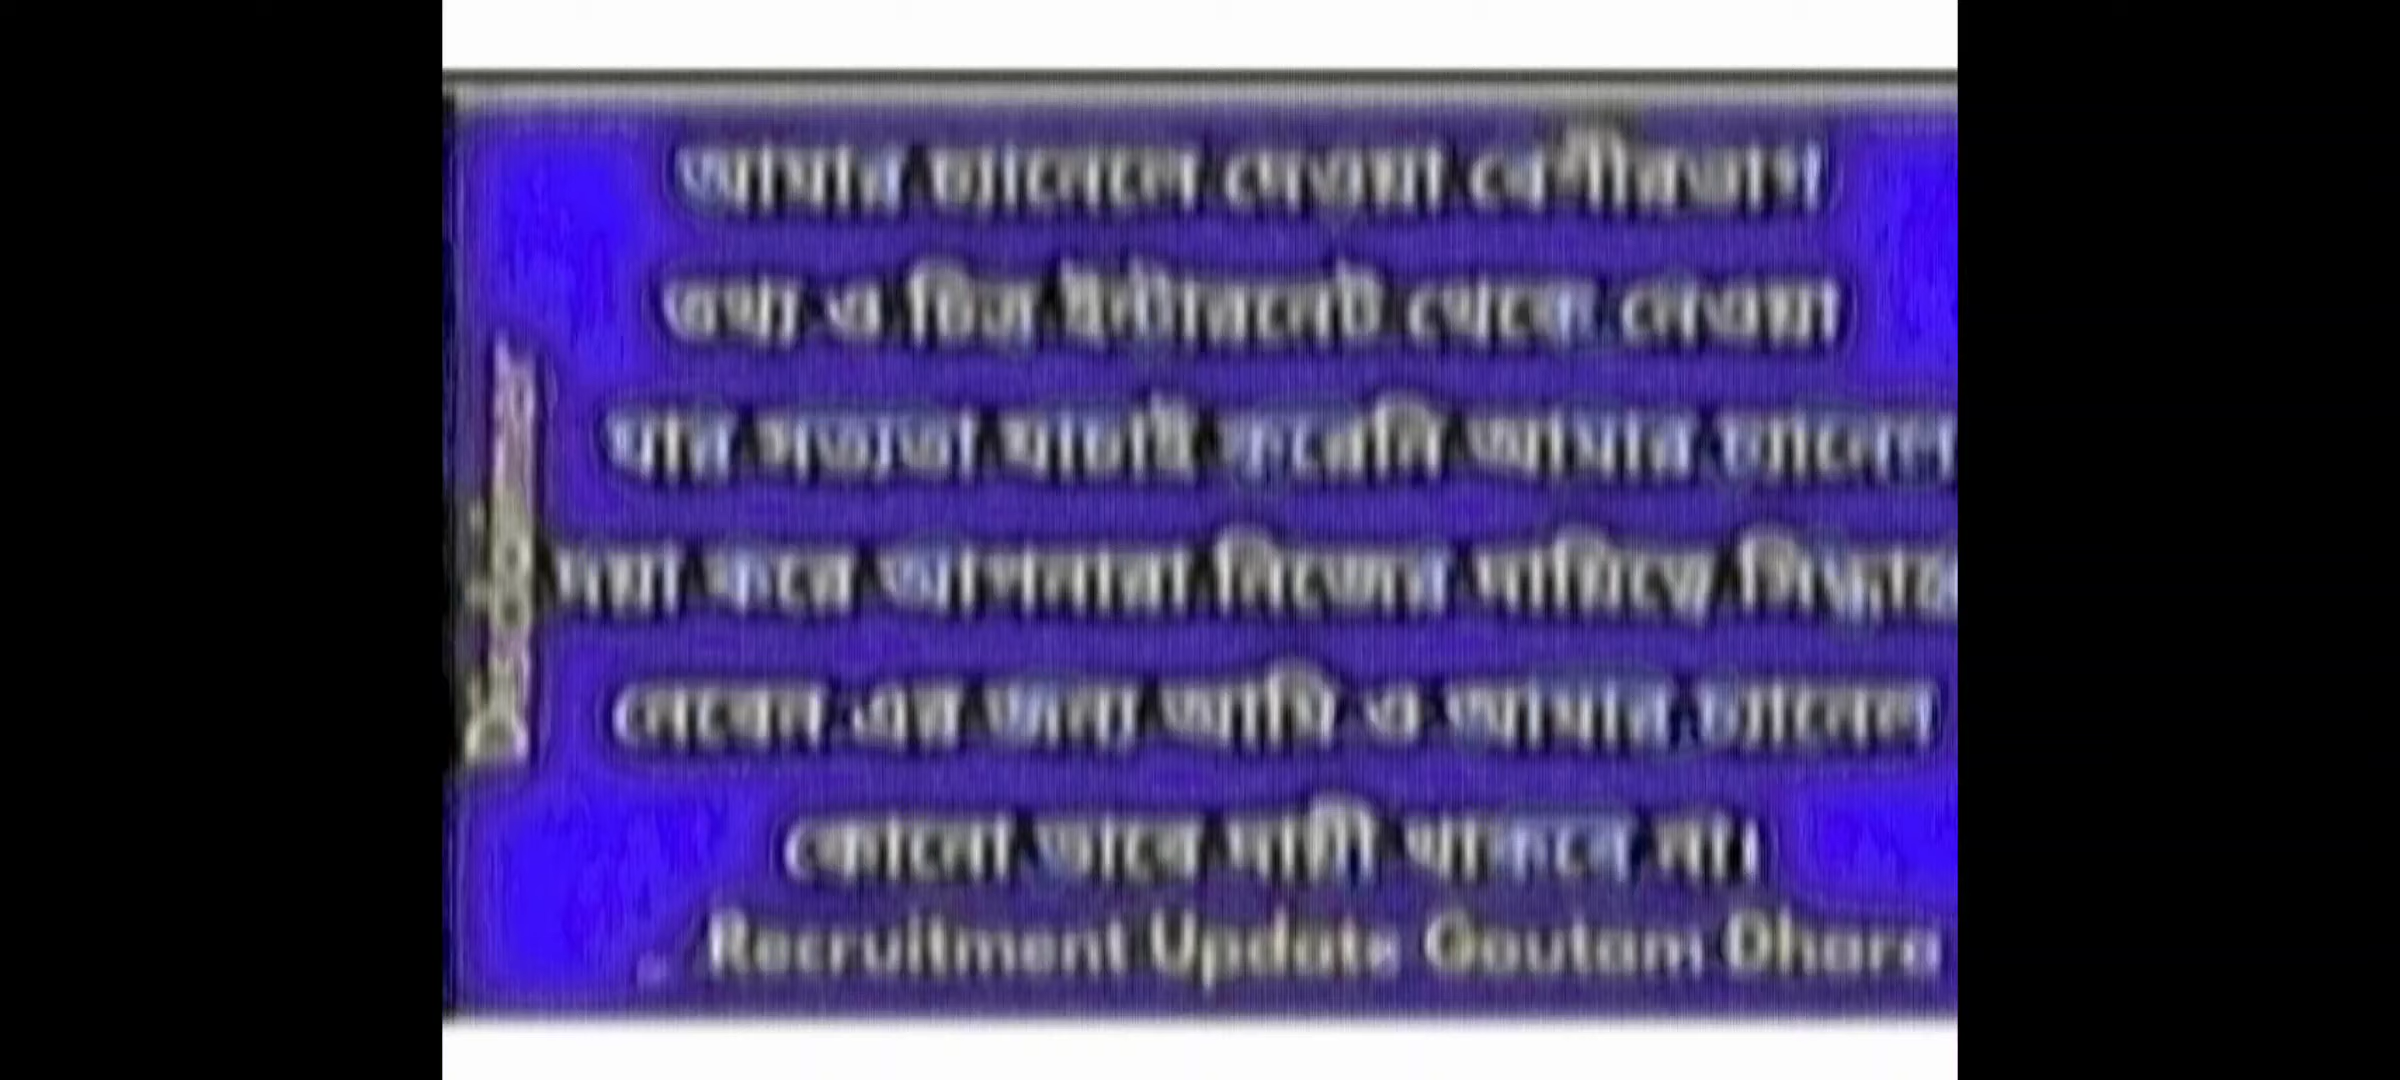 আমার চ্যানেলে দেওয়া বেশীরভাগ
তথ্য ও চিত্র ইন্টারনেট থেকে নেওয়া
যার সত্যতা যাচাই করেনি আমার চ্যানেল
দয়া করে আপনারা নিজের দায়িত্বে সিদ্ধান্ত
নেবেন এর জন্য আমি ও আমার চ্যানেল
কোনো ভাবে দায়ী থাকবে না।
Recruitment Update Goutam Dhara